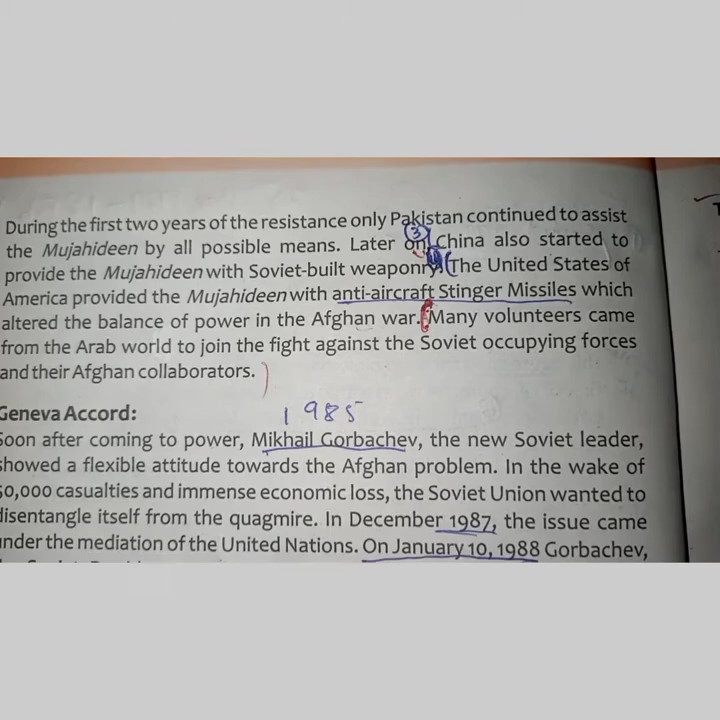 During the first two years of the resistance only Pakistan continued to assist
the Mujahideen by all possible means. Later on China also started to
3
provide the Mujahideen with Soviet-built weaponry. The United States of
America provided the Mujahideen with anti-aircraft Stinger Missiles which
altered the balance of power in the Afghan war. Many volunteers came
from the Arab world to join the fight against the Soviet occupying forces
and their Afghan collaborators.
Geneva Accord:
1985
Soon after coming to power, Mikhail Gorbachev, the new Soviet leader,
showed a flexible attitude towards the Afghan problem. In the wake of
50,000 casualties and immense economic loss, the Soviet Union wanted to
disentangle itself from the quagmire. In December 1987, the issue came
under the mediation of the United Nations. On January 10, 1988 Gorbachev,